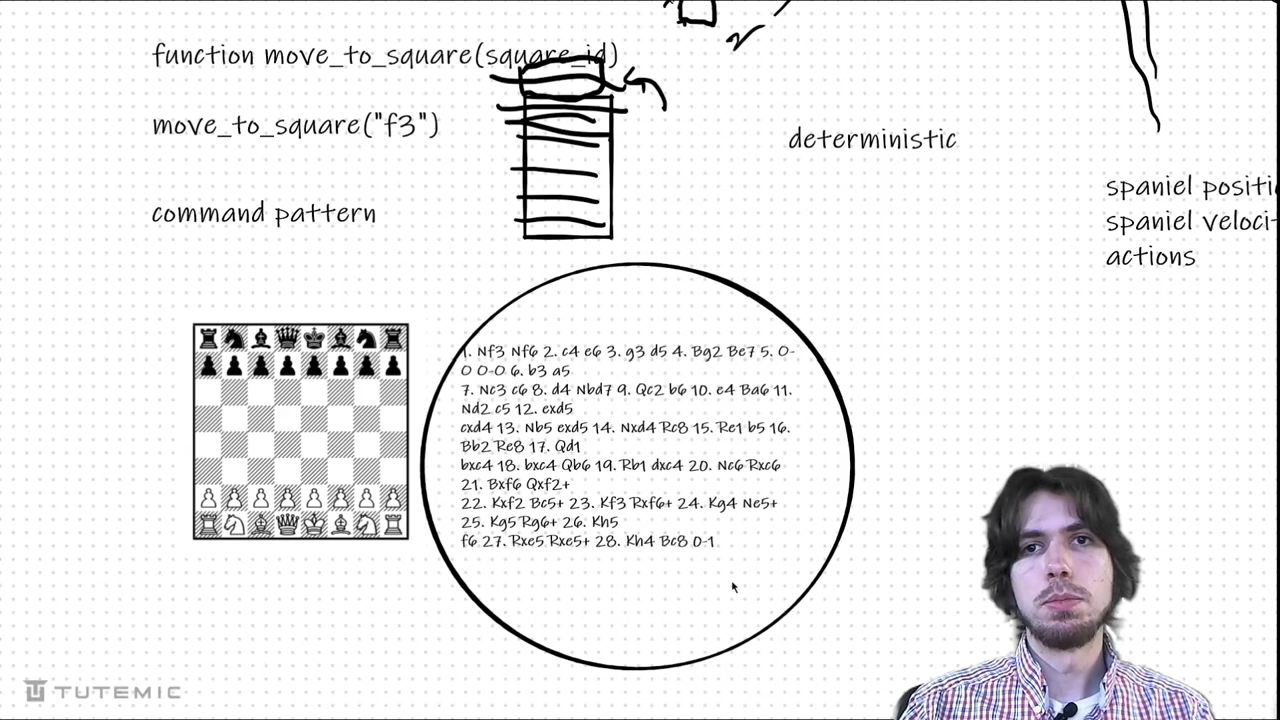 function move_to_square(square_id)
move_to_square("f3")
deterministic
command pattern
spaniel positi
spaniel veloci
actions
1. Nf3 Nf6 2. c4 e6 3. g3 d5 4. Bg2 Be7 5. 0-
0 0-0 6. b3 a5
7. Nc3 c6 8. d4 Nbd7 9. Qc2 b6 10. e4 Ba6 11.
Nd2 c5 12. exd5
cxd4 13. Nb5 exd5 14. Nxd4 Rc8 15. Re1 b5 16.
Bb2 Re8 17. Qd1
bxc4 18. bxc4 Qb6 19. Rb1 dxc4 20. Nc6 Rxc6
21. Bxf6 Qxf2+
22. Kxf2 Bc5+ 23. Kf3 Rxf6+ 24. Kg4 Ne5+
25. Kg5 Rg6+ 26. Kh5
f6 27. Rxe5 Rxe5+ 28. Kh4 Bc8 0-1
TUTEMIC